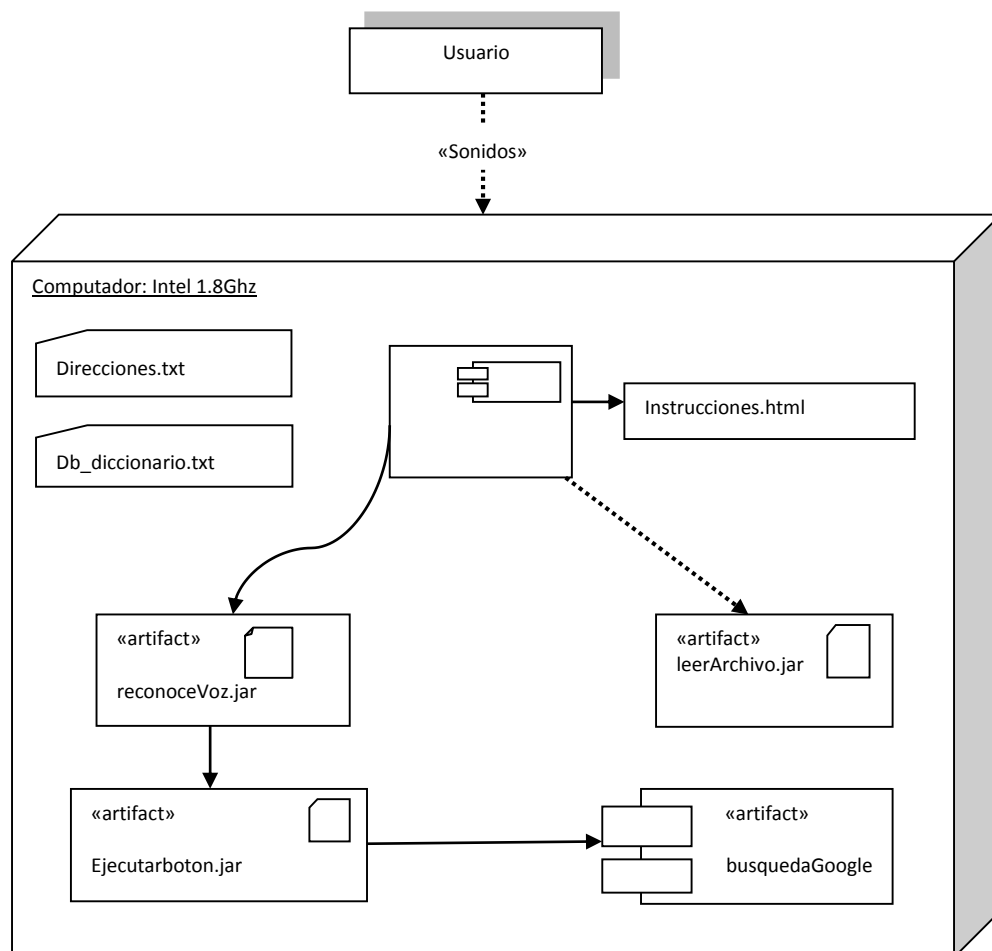 Usuario
«Sonidos»
Computador: Intel 1.8Ghz
Direcciones.txt
Instrucciones.html
Db_diccionario.txt
«artifact»
reconoceVoz.jar
«artifact»
leerArchivo.jar
«artifact»
Ejecutarboton.jar
«artifact»
busquedaGoogle